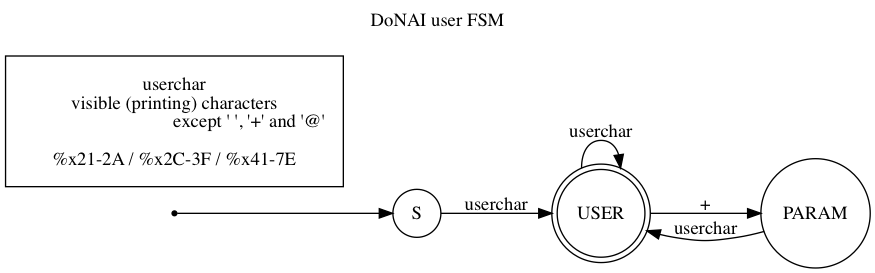 DoNAI user FSM
userchar
visible (printing) characters
except ' ', '+' and '@'
%x21-2A / %x2C-3F / %x41-7E
userchar
S
userchar
USER
+
PARAM
userchar